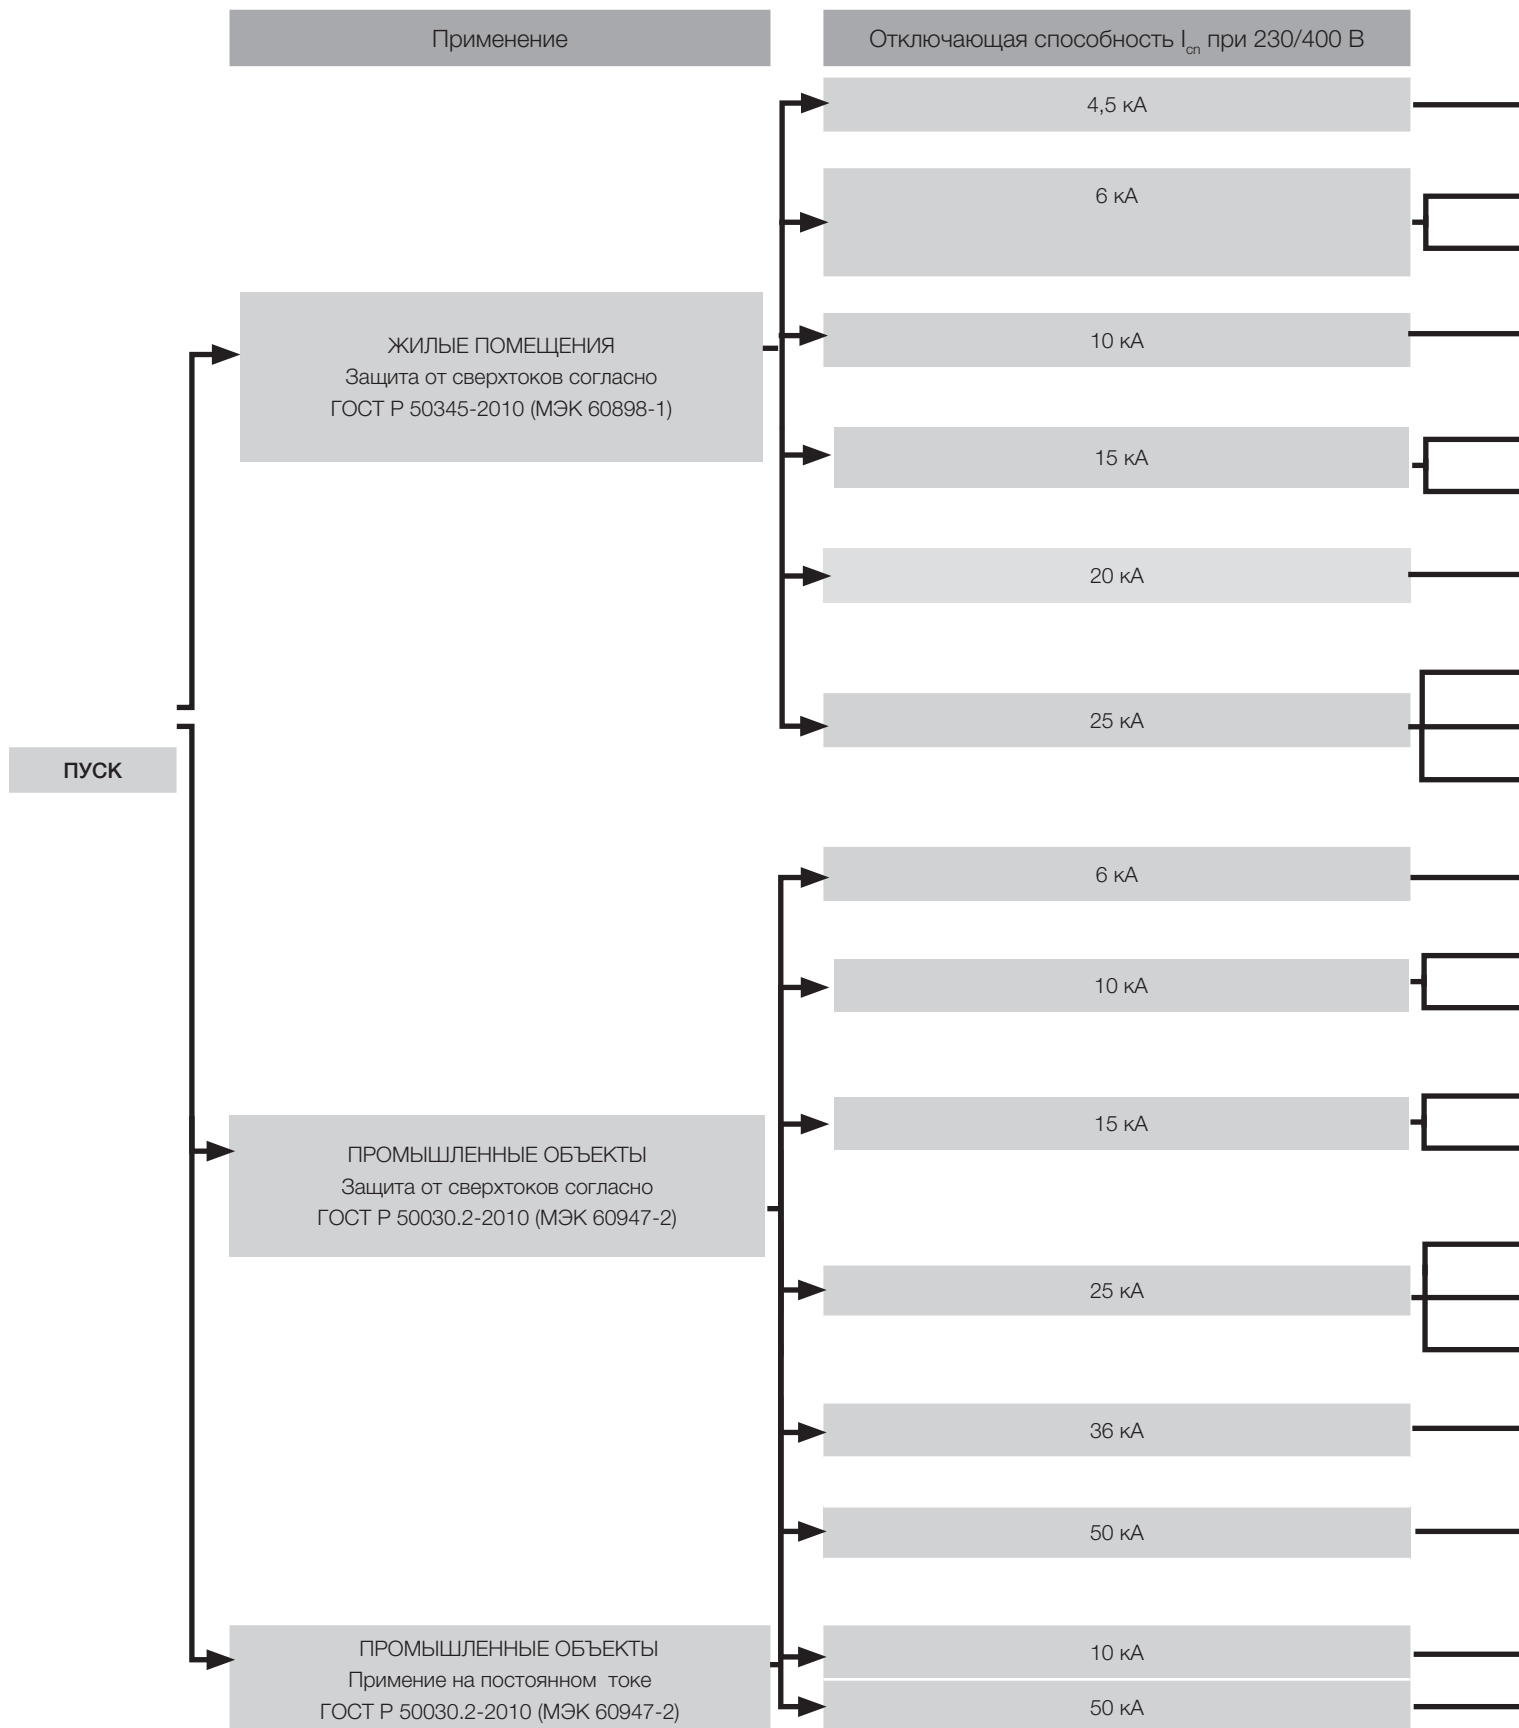 Применение
Отключающая способность Icn при 230/400 В
4,5 кА
6 кА
10 кА
ЖИЛЫЕ ПОМЕЩЕНИЯ
Защита от сверхтоков согласно
ГОСТ Р 50345-2010 (МЭК 60898-1)
15 кА
20 кА
25 кА
ПУСК
6 кА
10 кА
15 кА
ПРОМЫШЛЕННЫЕ ОБЪЕКТЫ
Защита от сверхтоков согласно
ГОСТ Р 50030.2-2010 (МЭК 60947-2)
25 кА
36 кА
50 кА
ПРОМЫШЛЕННЫЕ ОБЪЕКТЫ
Примение на постоянном токе
ГОСТ Р 50030.2-2010 (МЭК 60947-2)
10 кА
50 кА